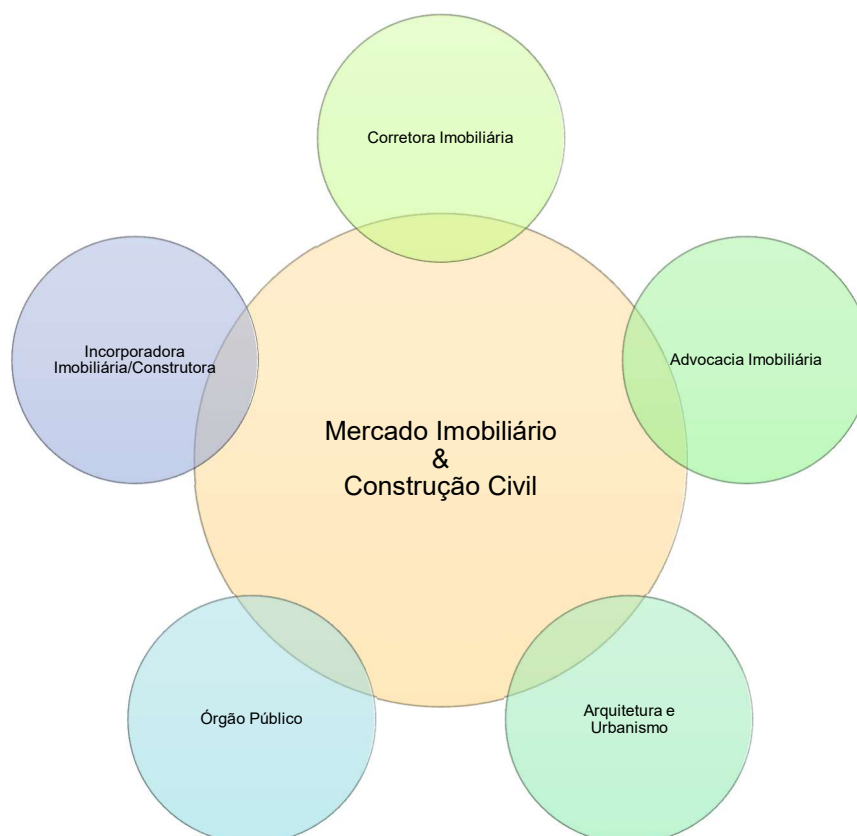 Corretora Imobiliária
Incorporadora
Imobiliária/Construtora
Advocacia Imobiliária
Mercado Imobiliário
&
Construção Civil
Órgão Público
Arquitetura e
Urbanismo